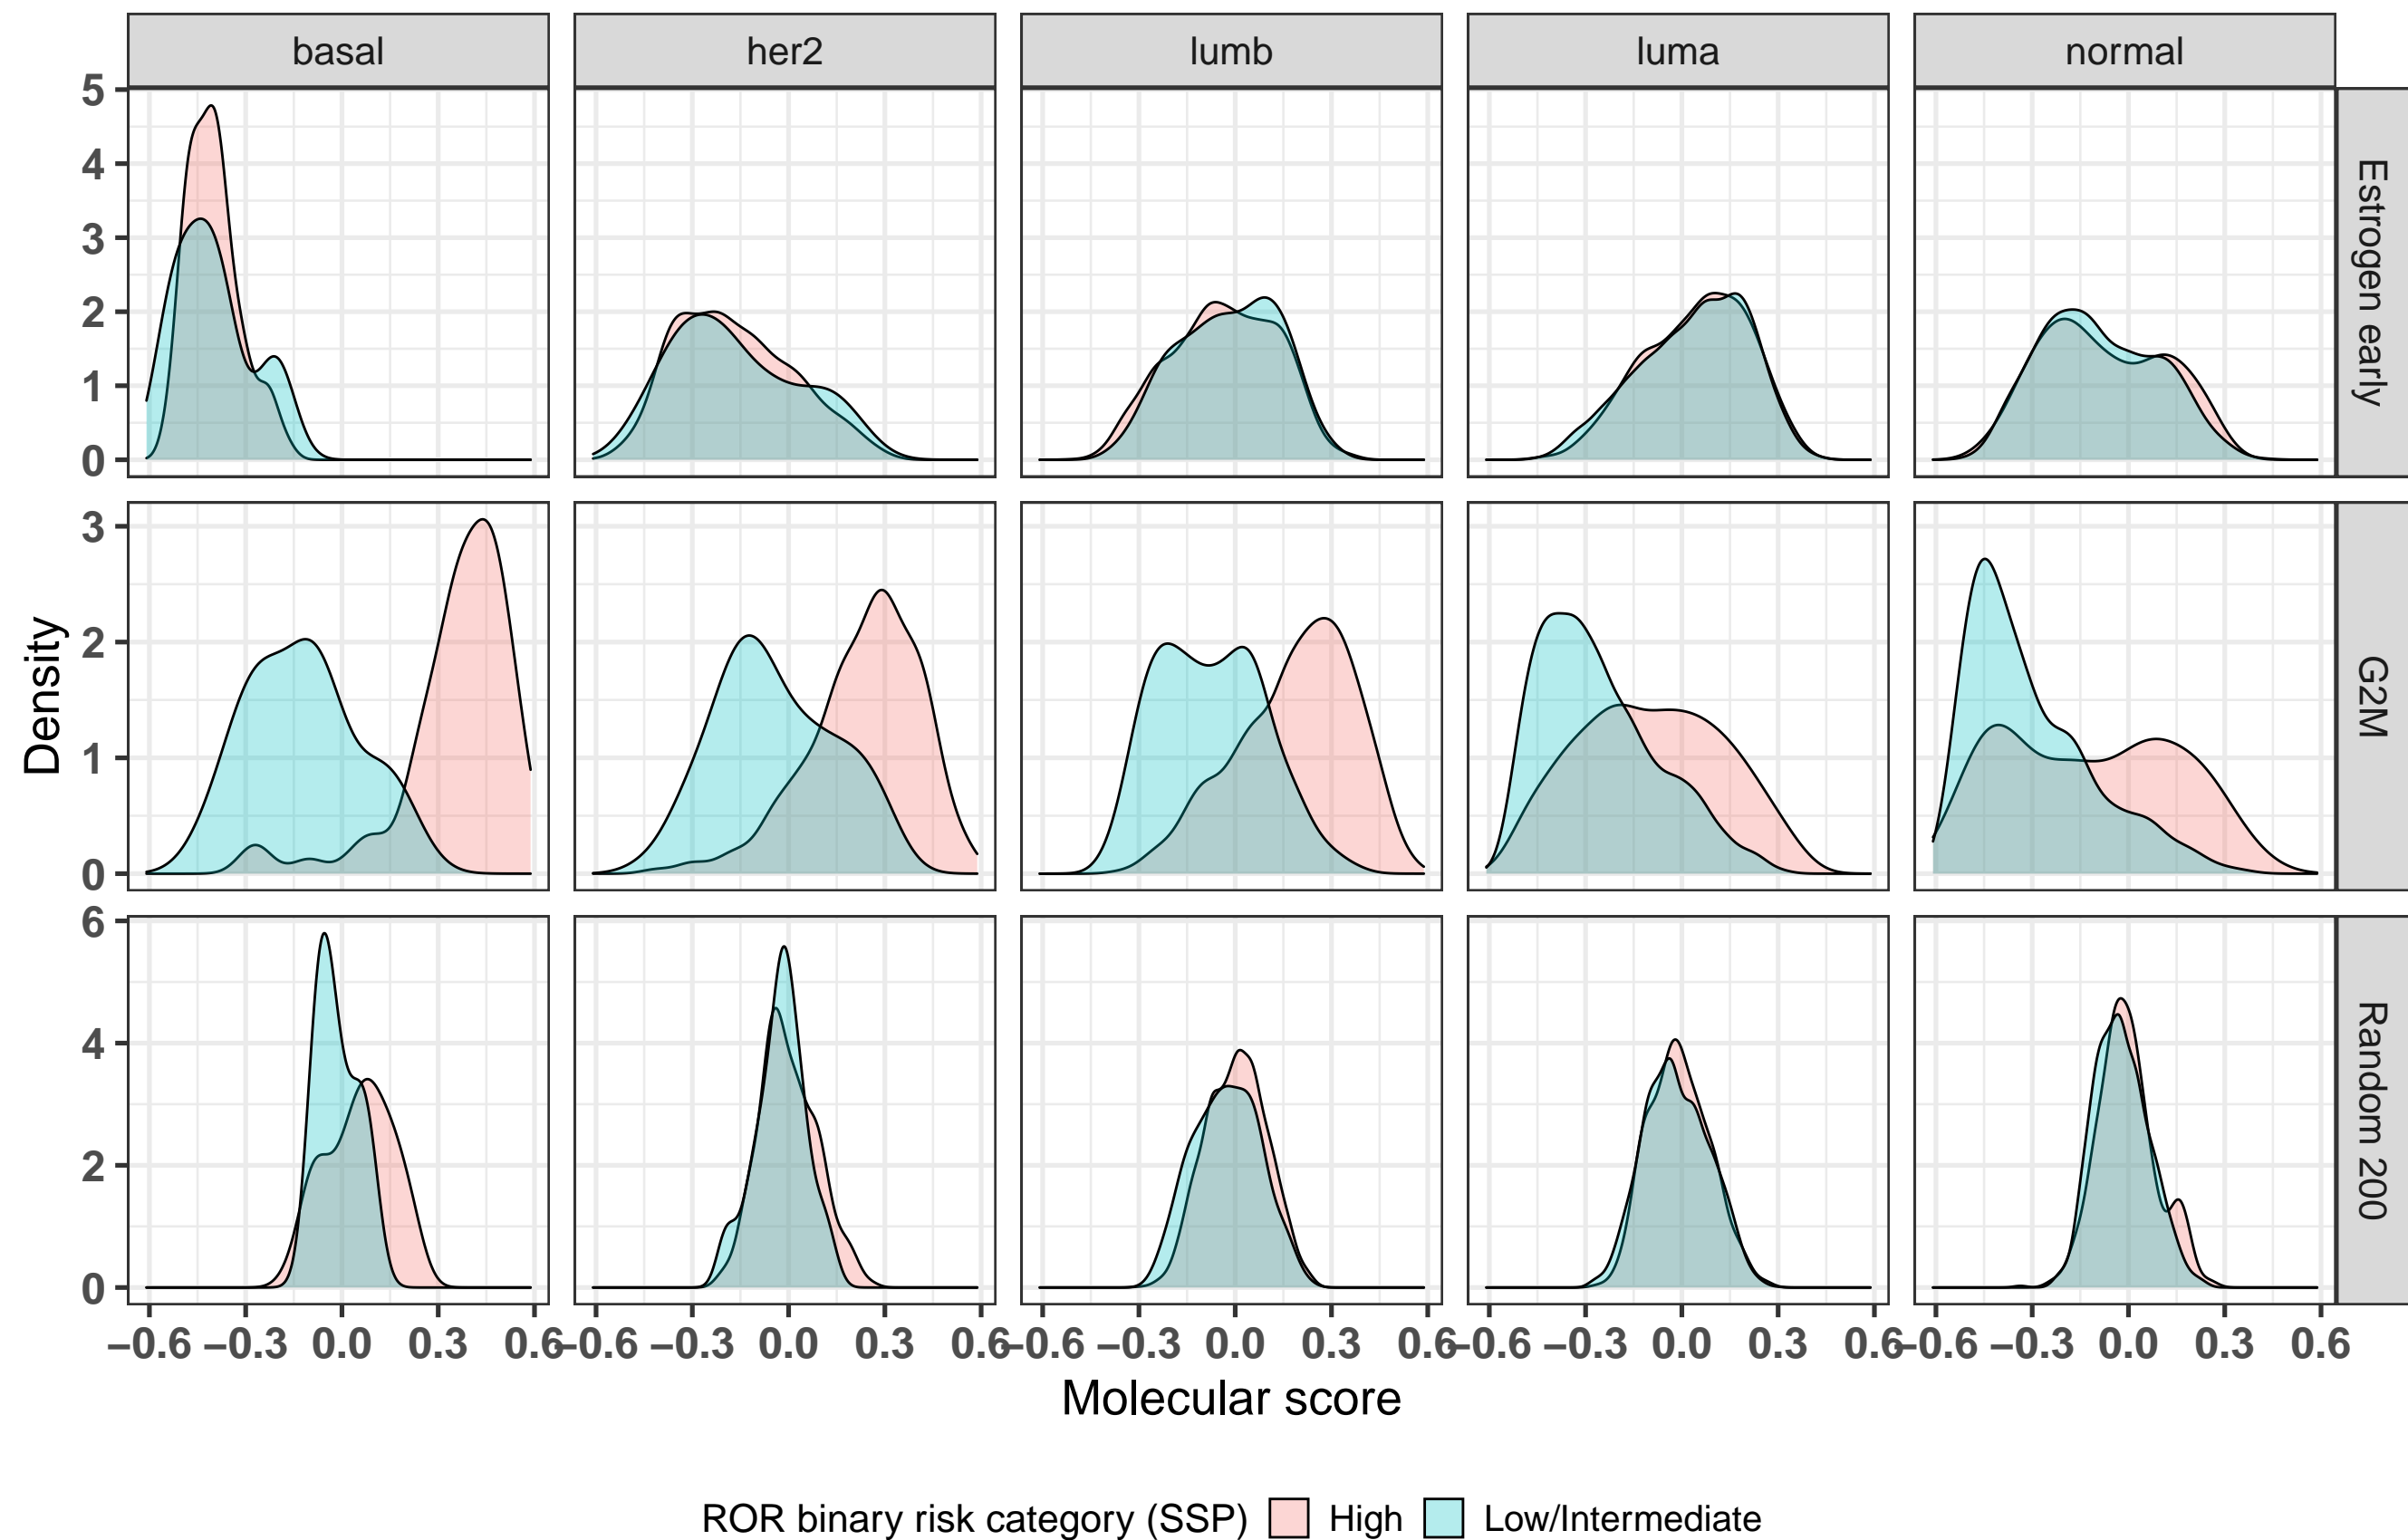 basal her2 lumb luma normal
5
4
3
2
1
0
Estrogen early
3
2
1
0
G2M
6
4
2
0
Random 200
Density
−0.6 −0.3 0.0 0.3 0.6 −0.6 −0.3 0.0 0.3 0.6 −0.6 −0.3 0.0 0.3 0.6 −0.6 −0.3 0.0 0.3 0.6 −0.6 −0.3 0.0 0.3 0.6
Molecular score
ROR binary risk category (SSP) High Low/Intermediate